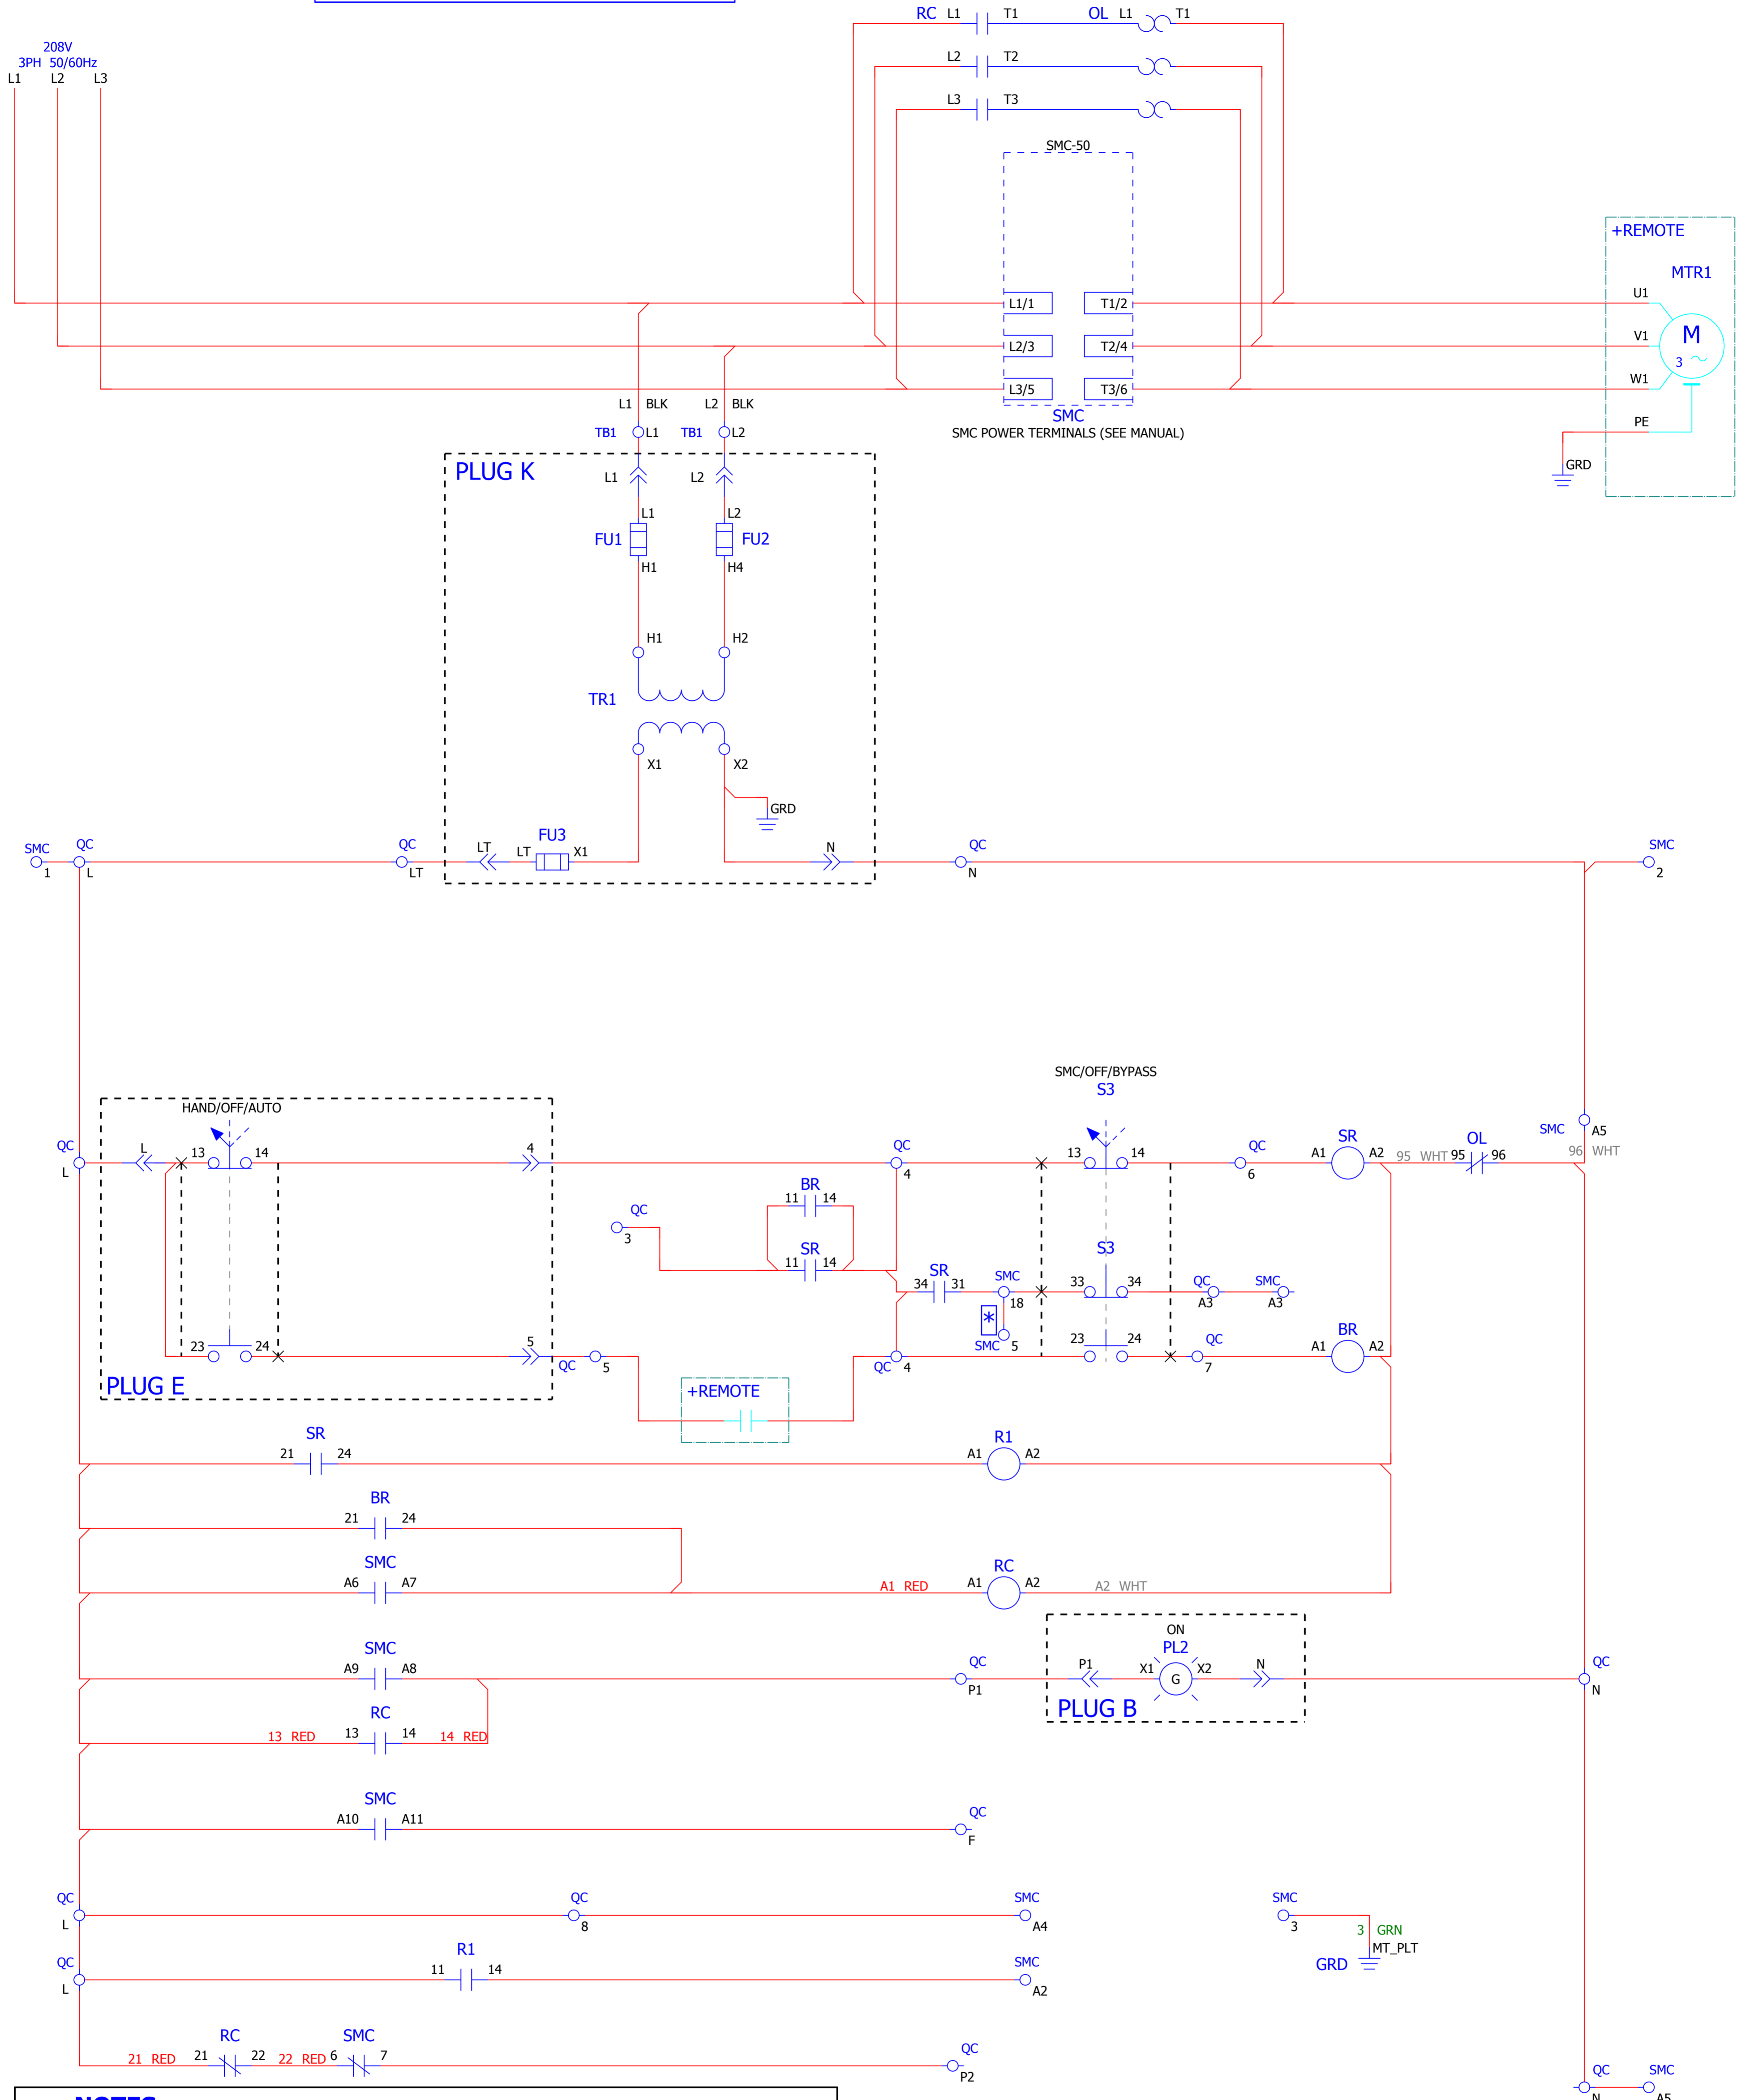 RC L1 T1 OL L1 T1
208V
3PH 50/60Hz
L1 L2 L3
L2 T2
L3 T3
SMC-50
+REMOTE
MTR1
L1/1 T1/2 U1
M
3
L2/3 T2/4 V1
L3/5 T3/6 W1
L1 BLK L2 BLK
SMC
SMC POWER TERMINALS (SEE MANUAL)
PE
TB1 L1 TB1 L2
GRD
PLUG K
L1 L2
L1 L2
FU1 FU2
H1 H4
H1 H2
TR1
X1 X2
GRD
SMC QC QC LT LT FU3 X1 N QC SMC
1 L LT N 2
SMC/OFF/BYPASS
S3
HAND/OFF/AUTO
QC L 13 14 4 QC 13 14 QC SR OL SMC A5
L 4 6 A1 A2 95 WHT 95 96 96 WHT
BR
11 14
QC
3
SR
11 14
S3
SR SMC QC SMC
34 31 18 33 34 A3 A3
*
SMC 5
23 24 5 QC 5 QC 4 23 24 QC 7 BR A1 A2
PLUG E
+REMOTE
SR R1
21 24 A1 A2
BR
21 24
SMC RC
A6 A7 A1 RED A1 A2 A2 WHT
ON
SMC PL2
A9 A8 QC P1 P1 X1 G X2 N QC N
PLUG B
RC
13 RED 13 14 14 RED
SMC
A10 A11 QC
F
QC QC SMC SMC
L 8 A4 3
3 GRN
MT_PLT
GRD
QC R1 SMC
L 11 14 A2
RC SMC
21 RED 21 22 22 RED 6 7 QC
P2
QC SMC
N A5